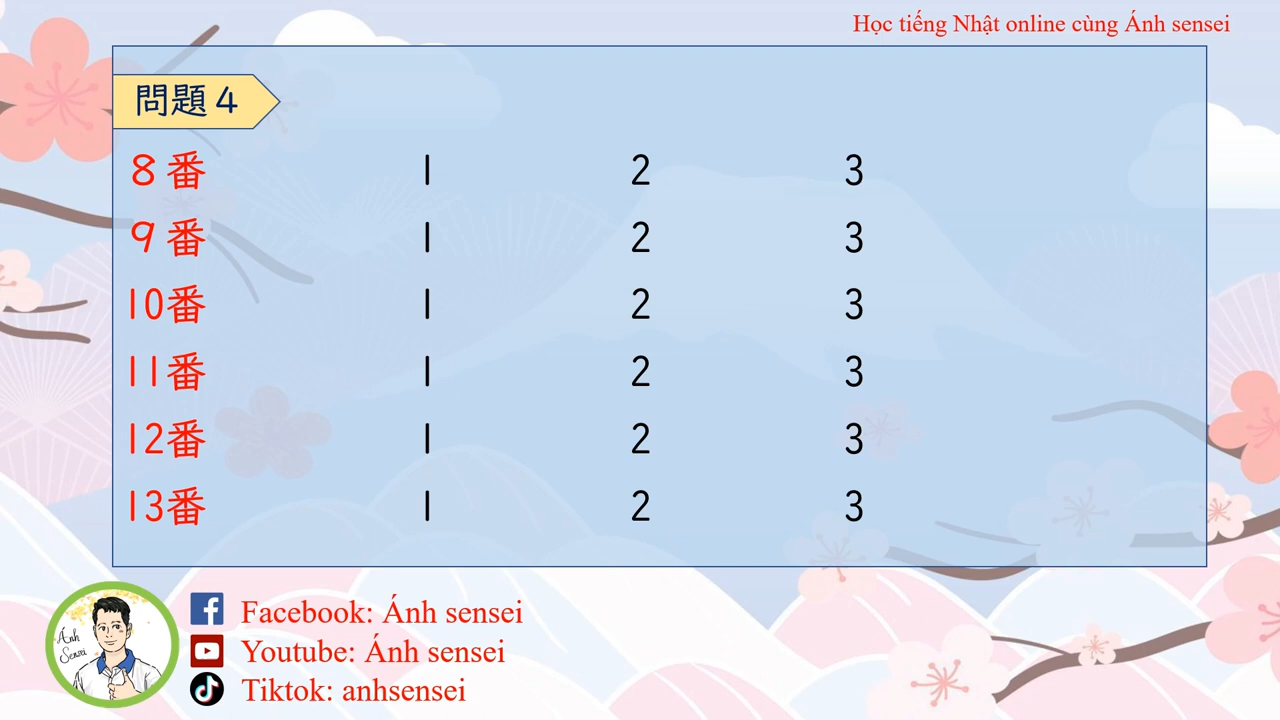 Học tiếng Nhật online cùng Ánh sensei
問題4
8番 1 2 3
9番 1 2 3
10番 1 2 3
11番 1 2 3
12番 1 2 3
13番 1 2 3
Ánh Sensei
Facebook: Ánh sensei
Youtube: Ánh sensei
Tiktok: anhsensei